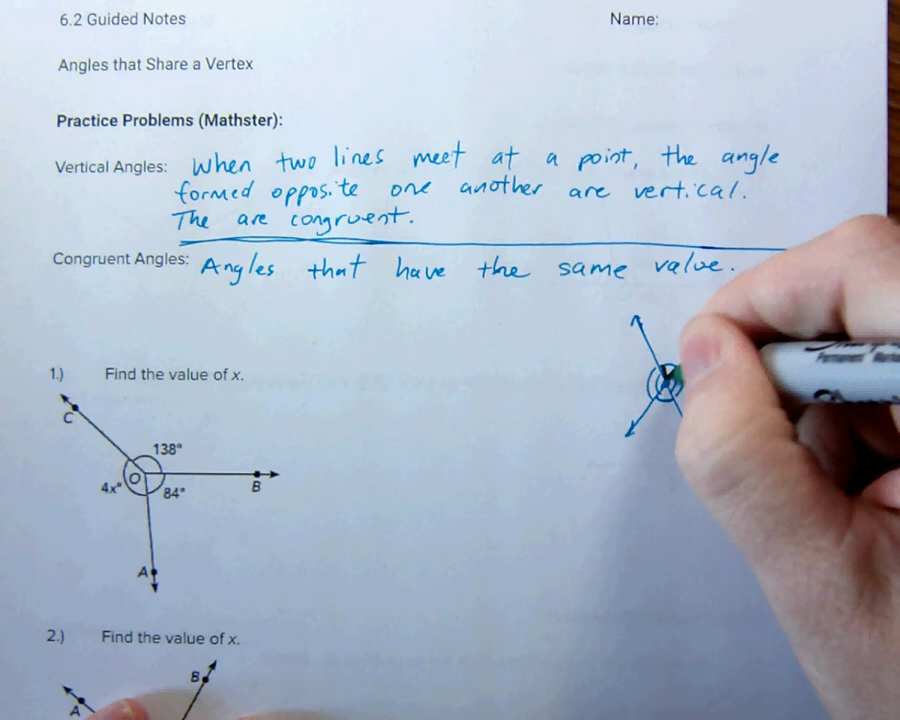 6.2 Guided Notes Name:
Angles that Share a Vertex
Practice Problems (Mathster):
Vertical Angles: When two lines meet at a point, the angle
formed opposite one another are vertical.
The are congruent.
Congruent Angles: Angles that have the same value.
1.) Find the value of x.
C
138°
O
4x°
84°
B
A
Permanent
2.) Find the value of x.
B
A